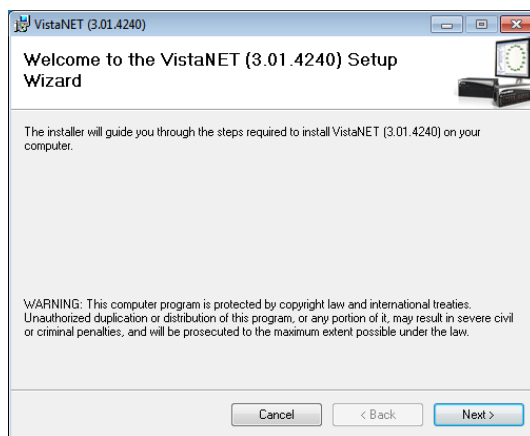 VistaNET (3.01.4240)
Welcome to the VistaNET (3.01.4240) Setup
Wizard
The installer will guide you through the steps required to install VistaNET (3.01.4240) on your
computer.
WARNING: This computer program is protected by copyright law and international treaties.
Unauthorized duplication or distribution of this program, or any portion of it, may result in severe civil
or criminal penalties, and will be prosecuted to the maximum extent possible under the law.
Cancel
< Back
Next >